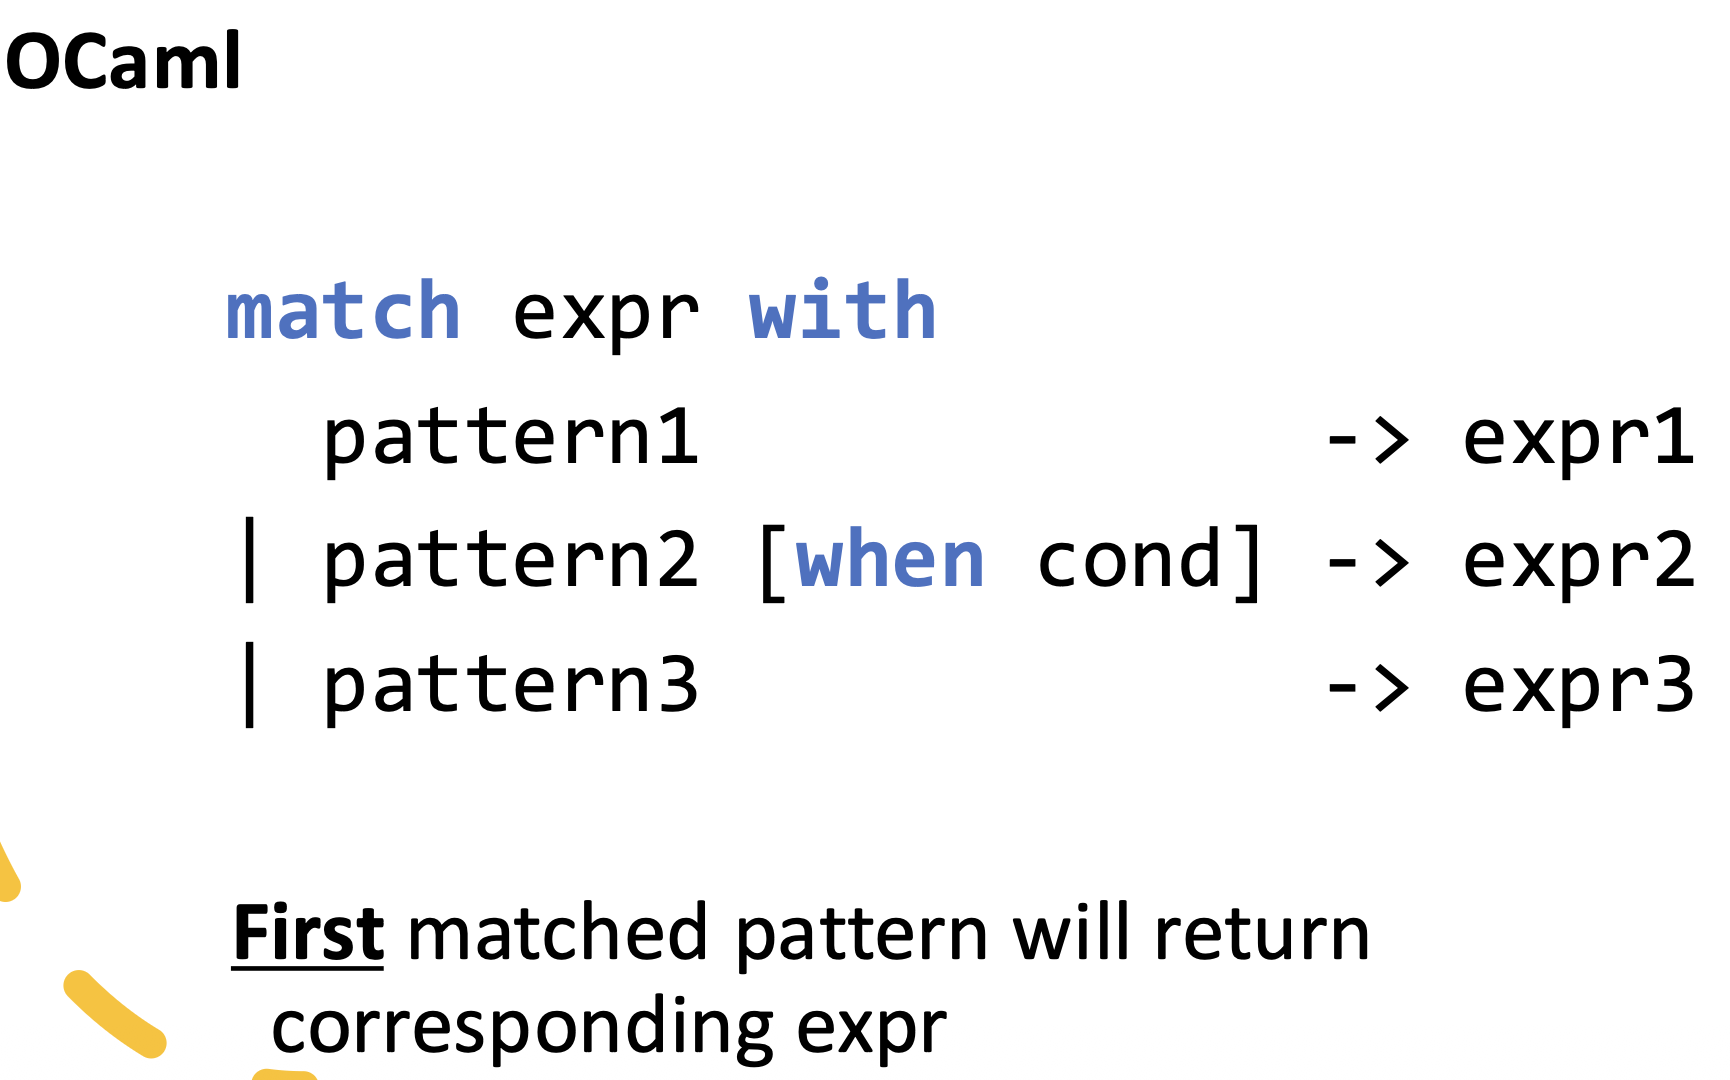 OCaml
match expr with
pattern1 -> expr1
| pattern2 [when cond] -> expr2
| pattern3 -> expr3
First matched pattern will return
corresponding expr